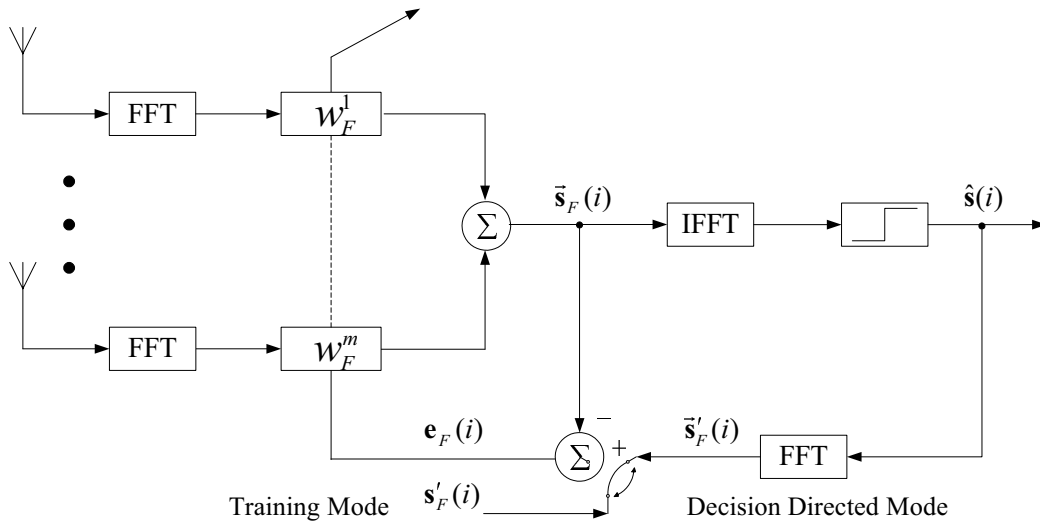 FFT
w_F^1
s⃗_F(i)
IFFT
ŝ(i)
Σ
FFT
w_F^m
−
e_F(i)
Σ
+
s⃗′_F(i)
FFT
s′_F(i)
Training Mode
Decision Directed Mode